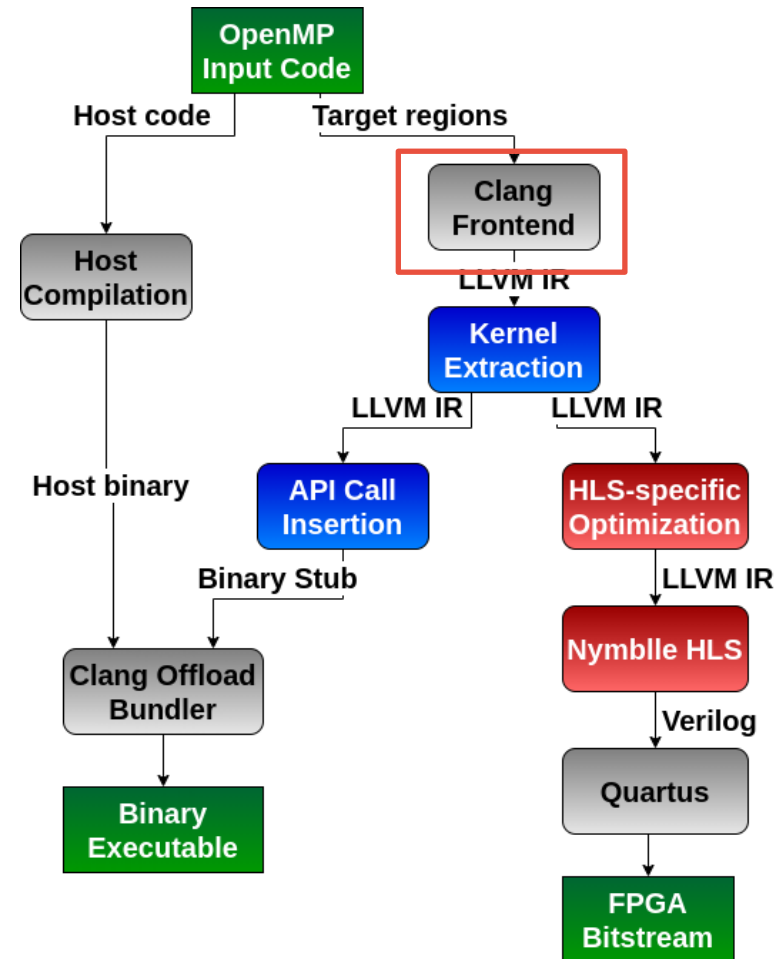 OpenMP
Input Code
Host code
Target regions
Clang
Frontend
Host
Compilation
LLVM IR
Kernel
Extraction
LLVM IR
LLVM IR
Host binary
API Call
Insertion
HLS-specific
Optimization
Binary Stub
LLVM IR
Clang Offload
Bundler
Nymblle HLS
Verilog
Quartus
Binary
Executable
FPGA
Bitstream